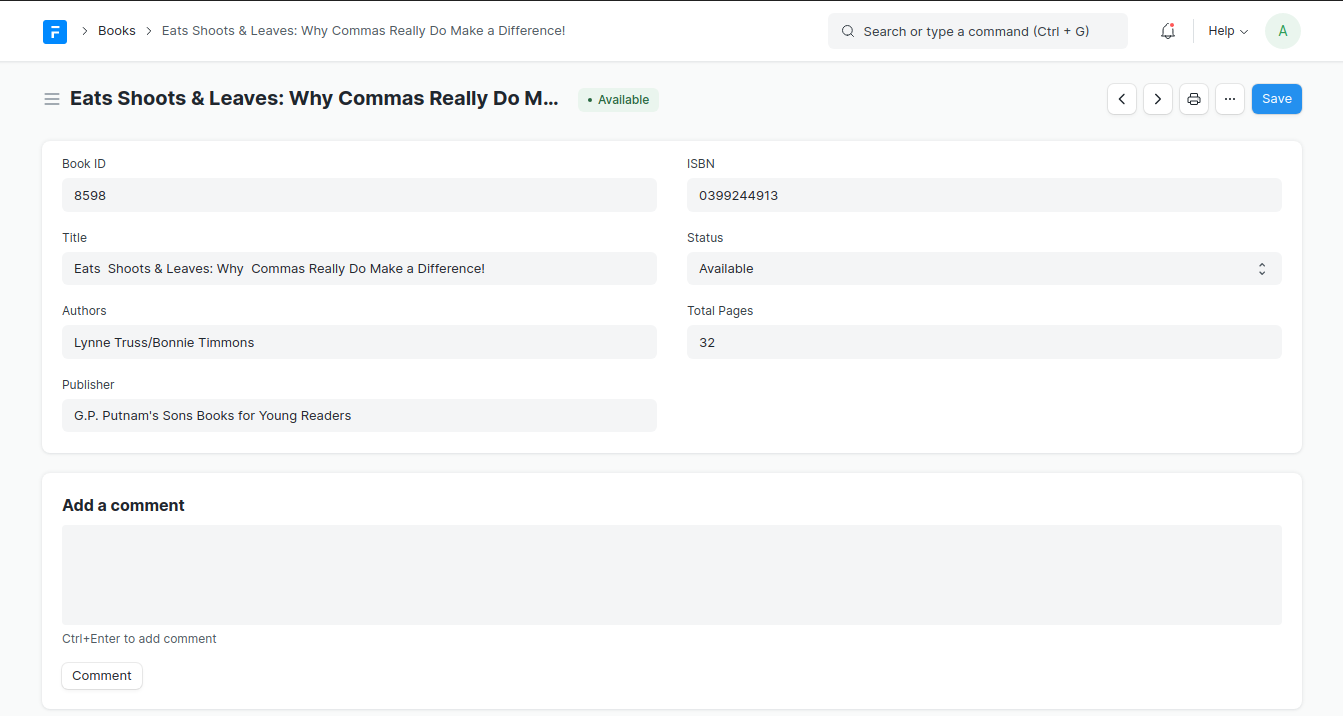 Books Eats Shoots & Leaves: Why Commas Really Do Make a Difference! Search or type a command (Ctrl + G) Help A
Eats Shoots & Leaves: Why Commas Really Do M... Available Save
Book ID ISBN
8598 0399244913
Title Status
Eats  Shoots & Leaves: Why  Commas Really Do Make a Difference! Available
Authors Total Pages
Lynne Truss/Bonnie Timmons 32
Publisher
G.P. Putnam's Sons Books for Young Readers
Add a comment
Ctrl+Enter to add comment
Comment